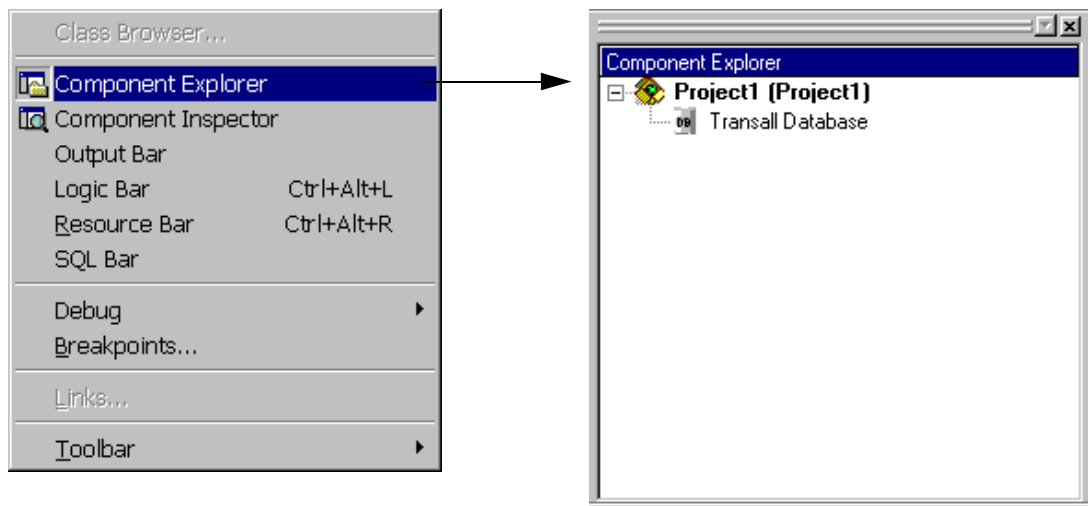 Class Browser...
Component Explorer
Component Inspector
Output Bar
Logic Bar Ctrl+Alt+L
Resource Bar Ctrl+Alt+R
SQL Bar
Debug
Breakpoints...
Links...
Toolbar
Component Explorer
Project1 (Project1)
DB Transall Database